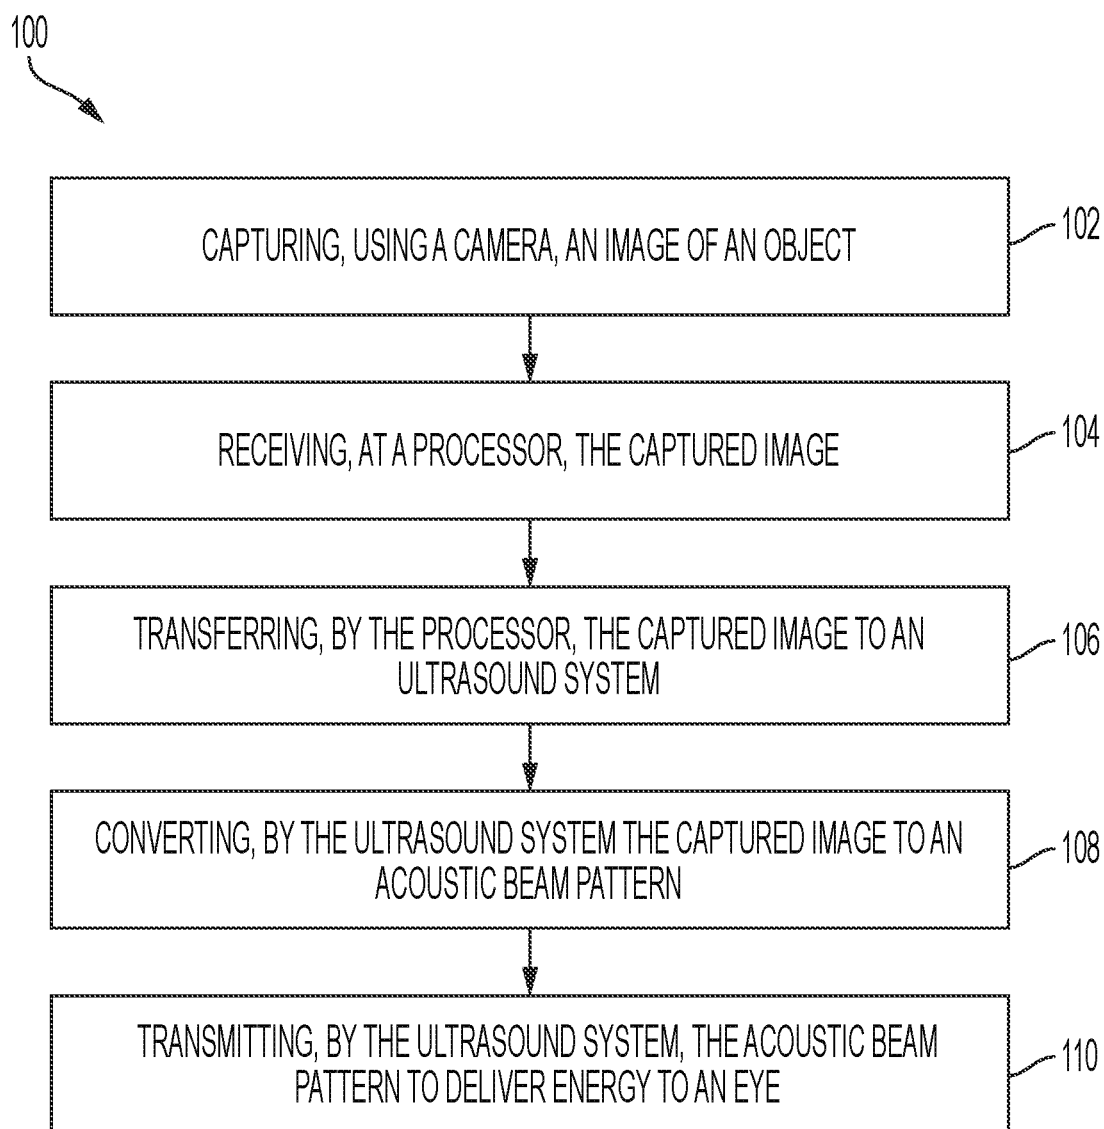 100
CAPTURING, USING A CAMERA, AN IMAGE OF AN OBJECT
102
RECEIVING, AT A PROCESSOR, THE CAPTURED IMAGE
104
TRANSFERRING, BY THE PROCESSOR, THE CAPTURED IMAGE TO AN
ULTRASOUND SYSTEM
106
CONVERTING, BY THE ULTRASOUND SYSTEM THE CAPTURED IMAGE TO AN
ACOUSTIC BEAM PATTERN
108
TRANSMITTING, BY THE ULTRASOUND SYSTEM, THE ACOUSTIC BEAM
PATTERN TO DELIVER ENERGY TO AN EYE
110